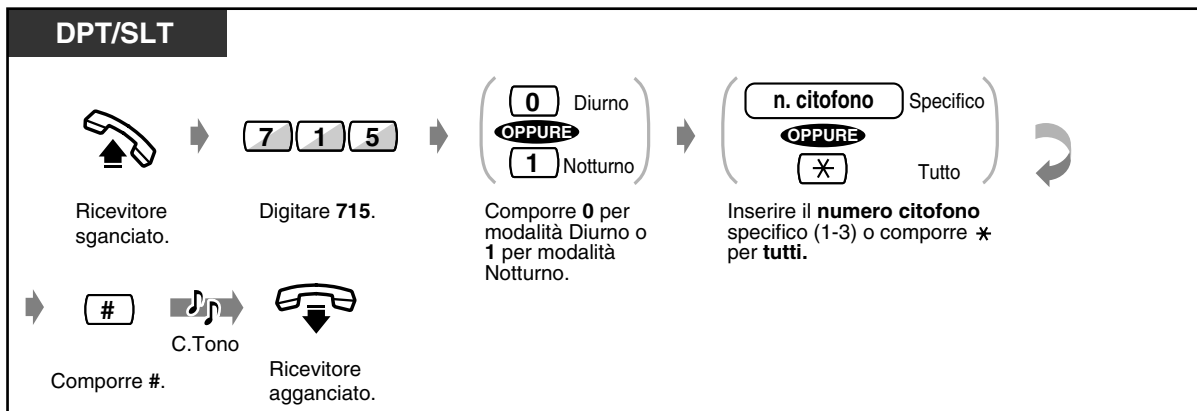 DPT/SLT
7 1 5
0 Diurno
OPPURE
1 Notturno
n. citofono Specifico
OPPURE
* Tutto
Ricevitore
sganciato.
Digitare 715.
Comporre 0 per
modalità Diurno o
1 per modalità
Notturno.
Inserire il numero citofono
specifico (1-3) o comporre *
per tutti.
#
C.Tono
Comporre #.
Ricevitore
agganciato.